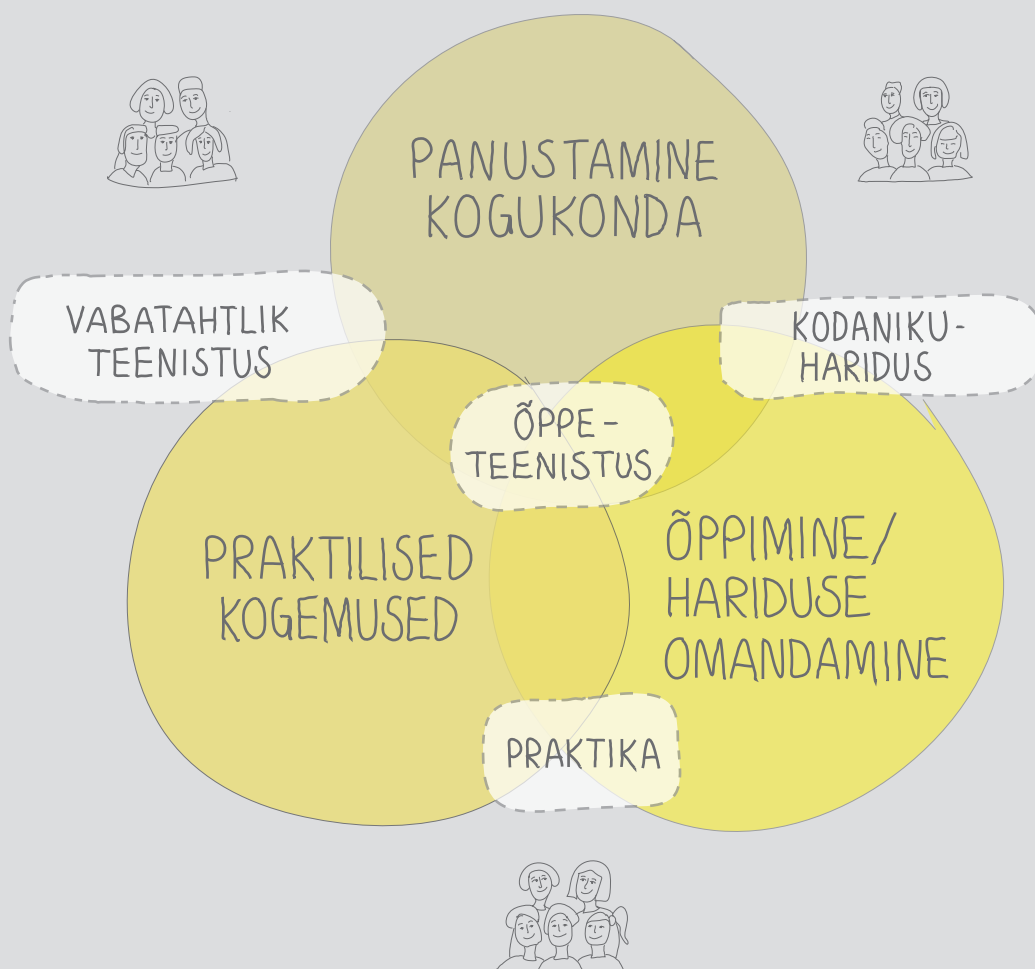 PANUSTAMINE
KOGUKONDA
VABATAHTLIK
TEENISTUS
KODANIKU-
HARIDUS
ÕPPE-
TEENISTUS
PRAKTILISED
KOGEMUSED
ÕPPIMINE/
HARIDUSE
OMANDAMINE
PRAKTIKA